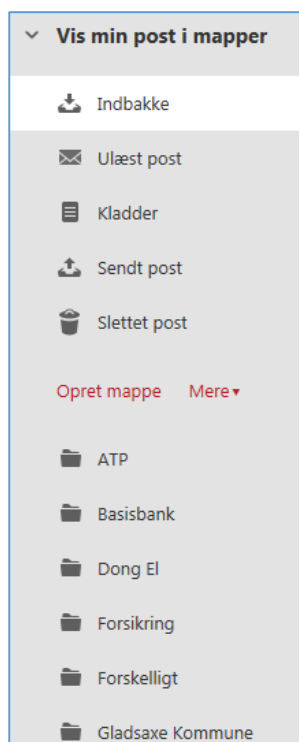 Vis min post i mapper
Indbakke
Ulæst post
Kladder
Sendt post
Slettet post
Opret mappe Mere▾
ATP
Basisbank
Dong El
Forsikring
Forskelligt
Gladsaxe Kommune